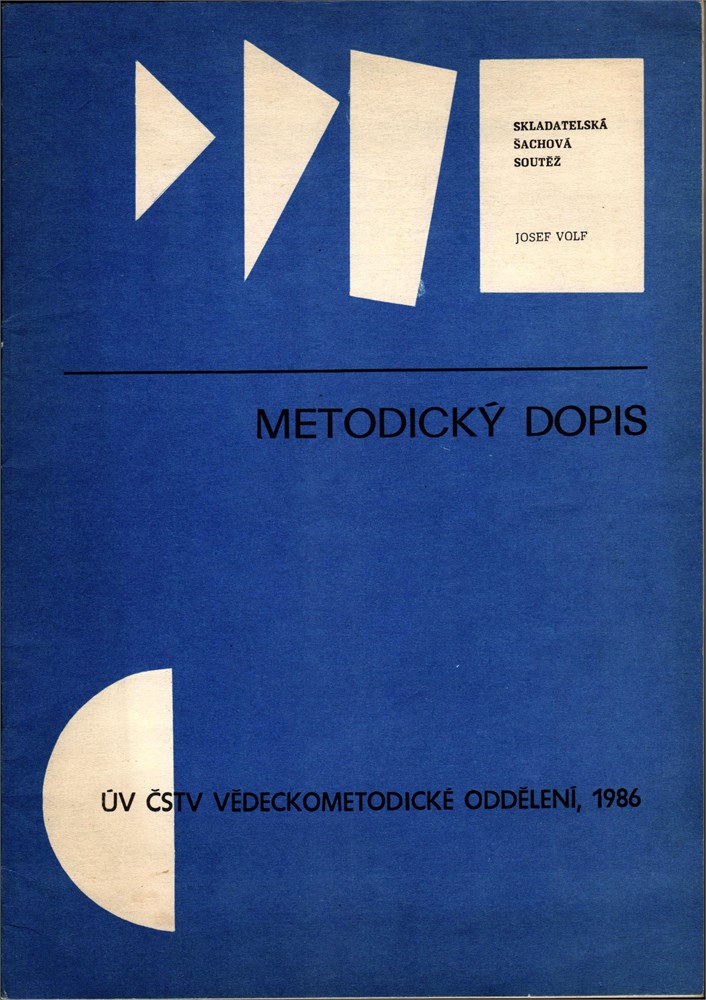 SKLADATELSKÁ
ŠACHOVÁ
SOUTĚŽ
JOSEF VOLF
METODICKÝ DOPIS
ÚV ČSTV VĚDECKOMETODICKÉ ODDĚLENÍ, 1986